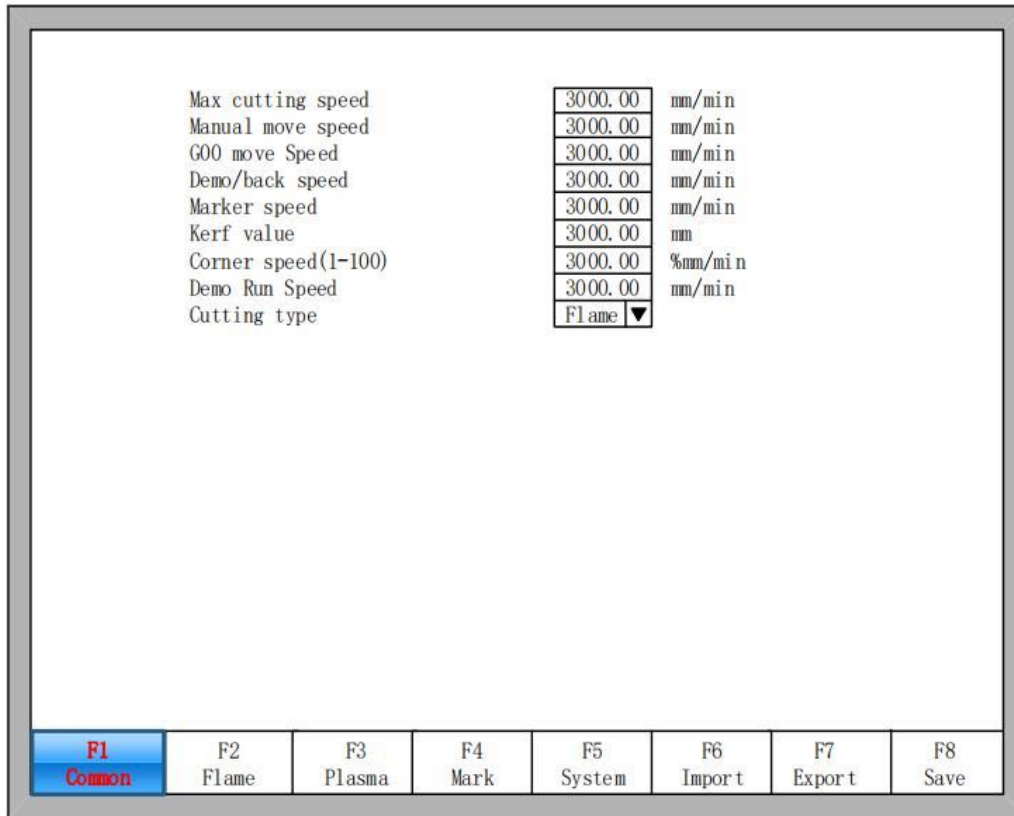 Max cutting speed 3000.00 mm/min
Manual move speed 3000.00 mm/min
G00 move Speed 3000.00 mm/min
Demo/back speed 3000.00 mm/min
Marker speed 3000.00 mm/min
Kerf value 3000.00 mm
Corner speed(1-100) 3000.00 %mm/min
Demo Run Speed 3000.00 mm/min
Cutting type Flame ▼
F1 F2 F3 F4 F5 F6 F7 F8
Common Flame Plasma Mark System Import Export Save